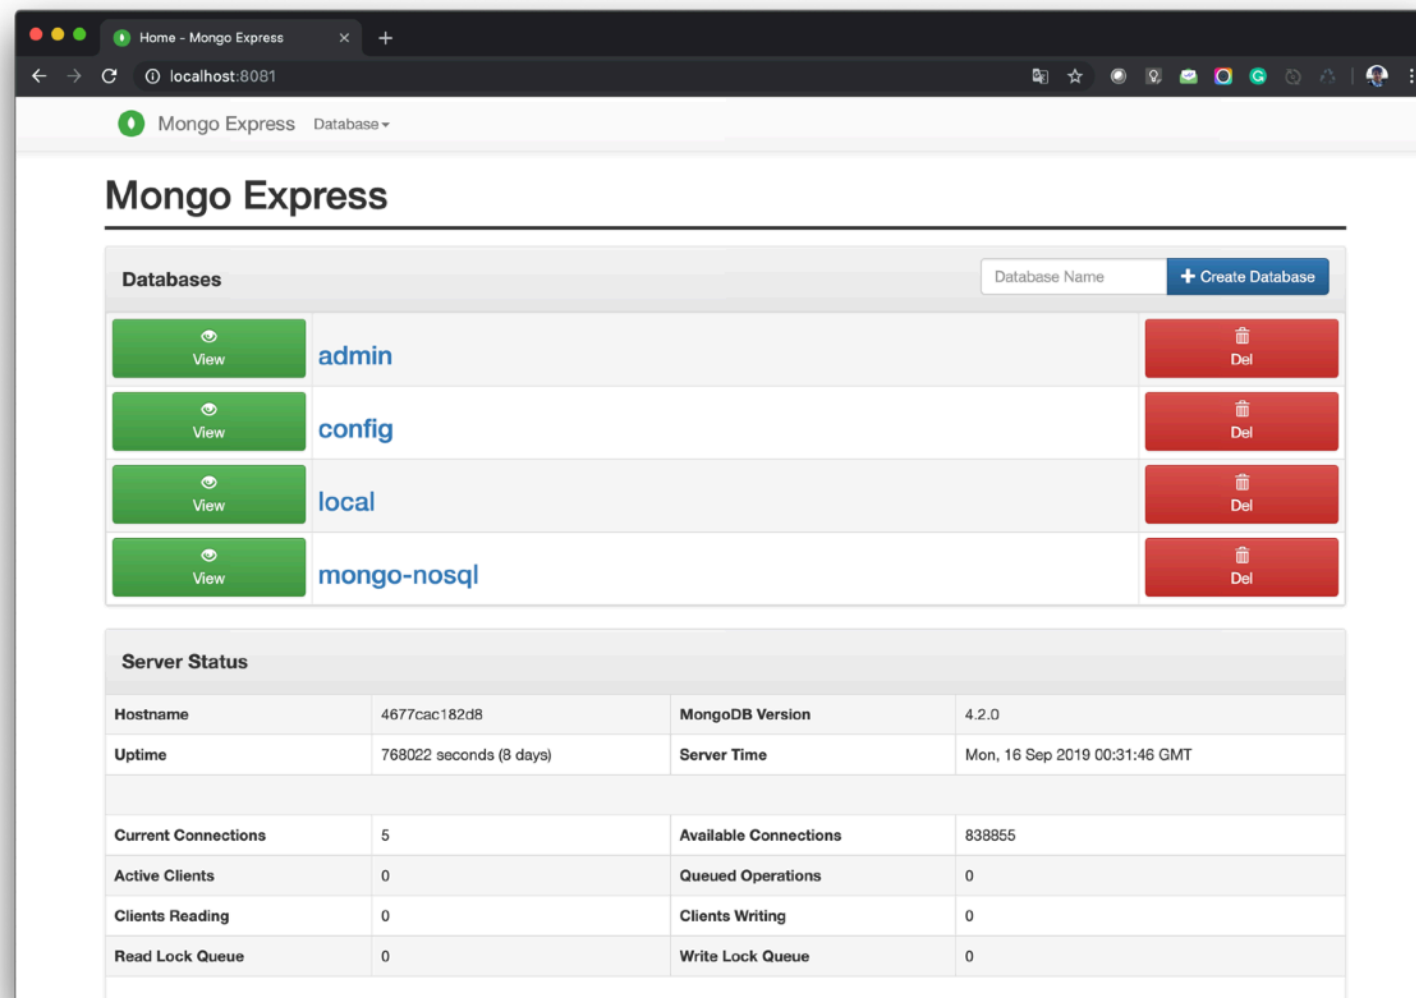 Home - Mongo Express
localhost:8081
Mongo Express Database
Mongo Express
Databases Database Name Create Database
View admin Del
View config Del
View local Del
View mongo-nosql Del
Server Status
Hostname 4677cac182d8 MongoDB Version 4.2.0
Uptime 768022 seconds (8 days) Server Time Mon, 16 Sep 2019 00:31:46 GMT
Current Connections 5 Available Connections 838855
Active Clients 0 Queued Operations 0
Clients Reading 0 Clients Writing 0
Read Lock Queue 0 Write Lock Queue 0